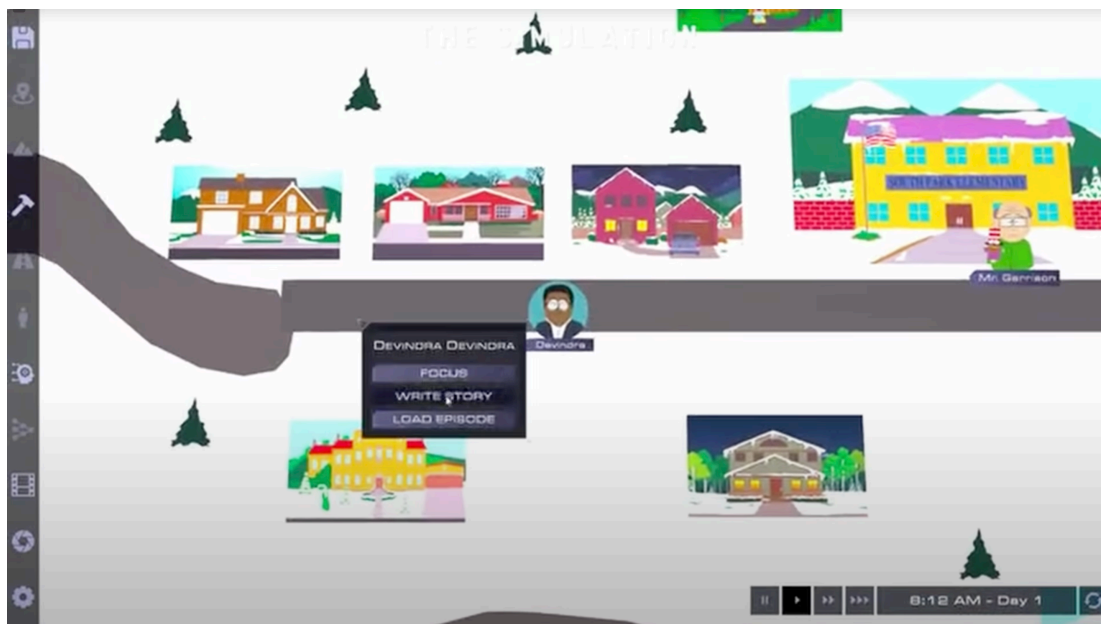 THE SIMULATION
SOUTH PARK ELEMENTARY
Mr. Garrison
DEVINDRA DEVINDRA
Devindra
FOCUS
WRITE STORY
LOAD EPISODE
8:12 AM - Day 1